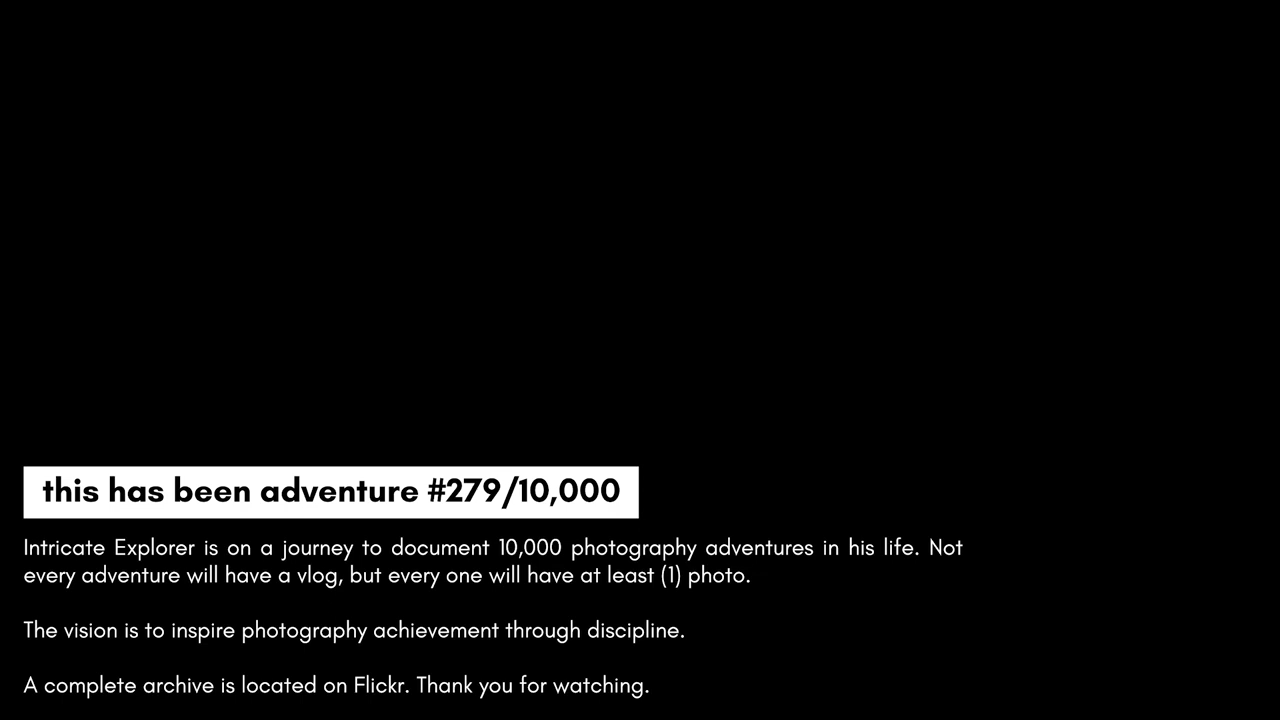 this has been adventure #279/10,000
Intricate Explorer is on a journey to document 10,000 photography adventures in his life. Not
every adventure will have a vlog, but every one will have at least (1) photo.
The vision is to inspire photography achievement through discipline.
A complete archive is located on Flickr. Thank you for watching.